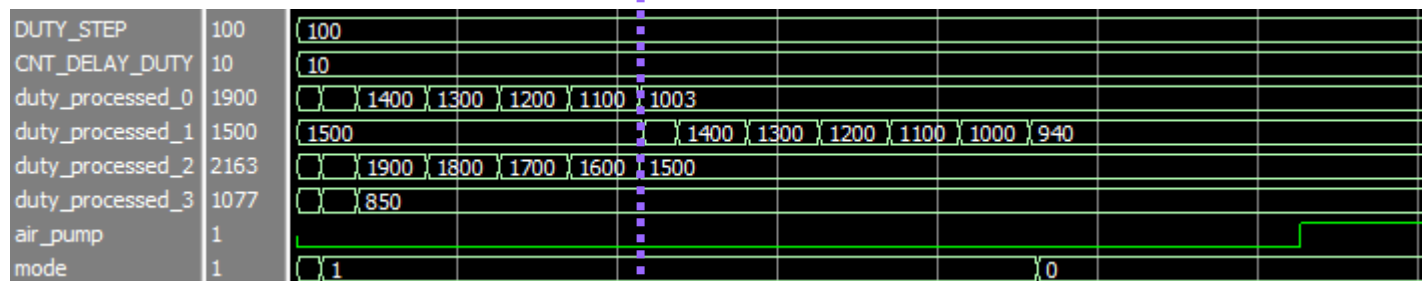 DUTY_STEP 100 100
CNT_DELAY_DUTY 10 10
duty_processed_0 1900 1400 1300 1200 1100 1003
duty_processed_1 1500 1500 1400 1300 1200 1100 1000 940
duty_processed_2 2163 1900 1800 1700 1600 1500
duty_processed_3 1077 850
air_pump 1
mode 1 1 0